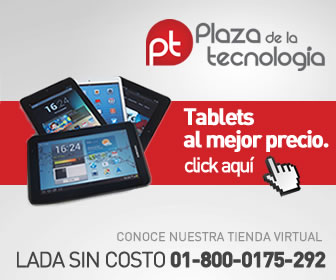 pt Plaza de la
tecnología
Tablets
al mejor precio.
click aquí
16:24
16:24
CONOCE NUESTRA TIENDA VIRTUAL
LADA SIN COSTO 01-800-0175-292